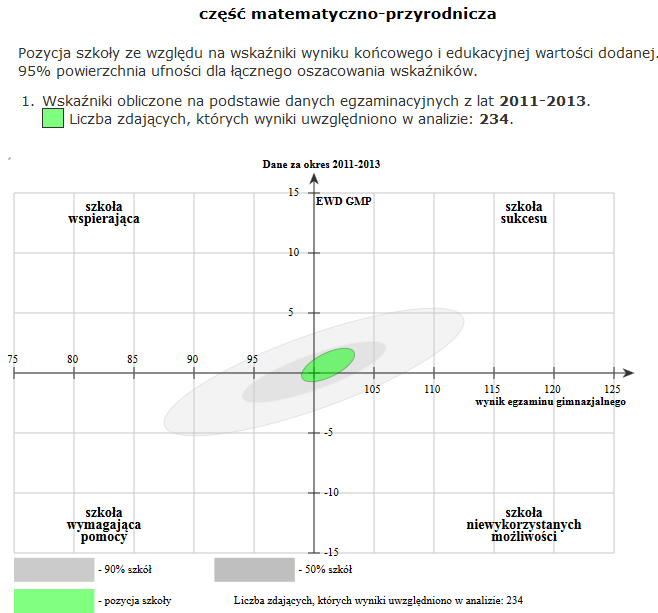 część matematyczno-przyrodnicza
Pozycja szkoły ze względu na wskaźniki wyniku końcowego i edukacyjnej wartości dodanej.
95% powierzchnia ufności dla łącznego oszacowania wskaźników.
1. Wskaźniki obliczone na podstawie danych egzaminacyjnych z lat 2011-2013.
Liczba zdających, których wyniki uwzględniono w analizie: 234.
Dane za okres 2011-2013
15
EWD GMP
szkoła
wspierająca
szkoła
sukcesu
10
5
75 80 85 90 95
105 110 115 120 125
wynik egzaminu gimnazjalnego
-5
-10
szkoła
wymagająca
pomocy
szkoła
niewykorzystanych
możliwości
-15
- 90% szkół
- 50% szkół
- pozycja szkoły
Liczba zdających, których wyniki uwzględniono w analizie: 234